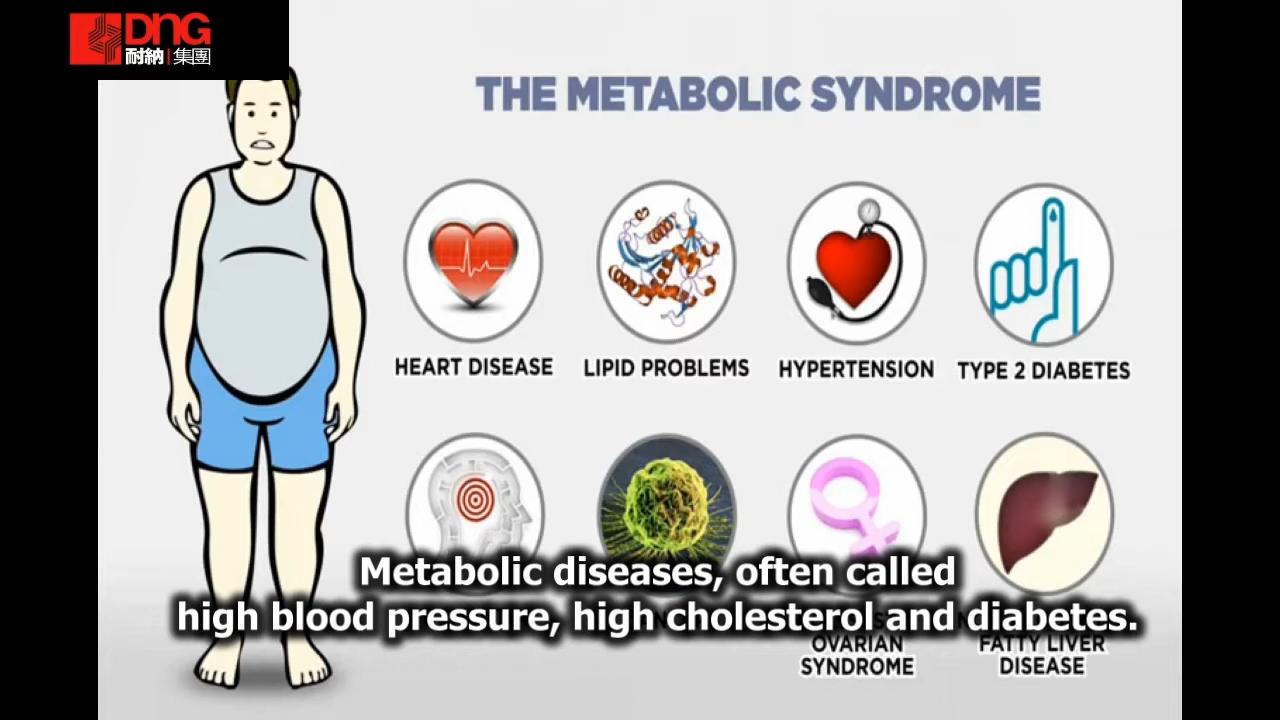 DNG
耐納|集團
THE METABOLIC SYNDROME
HEART DISEASE
LIPID PROBLEMS
HYPERTENSION
TYPE 2 DIABETES
Metabolic diseases, often called
high blood pressure, high cholesterol and diabetes.
OVARIAN
SYNDROME
FATTY LIVER
DISEASE